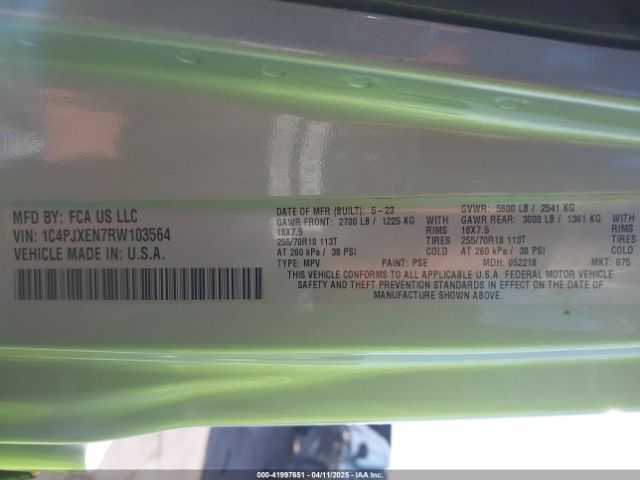 MFD BY: FCA US LLC
VIN: 1C4PJXEN7RW103564
VEHICLE MADE IN: U.S.A.
DATE OF MFR (BUILT): 5-23 GVWR: 5600 LB / 2541 KG
GAWR FRONT: 2700 LB / 1225 KG WITH GAWR REAR: 3000 LB / 1361 KG WITH
18X7.5 RIMS 18X7.5 RIMS
255/70R18 113T TIRES 255/70R18 113T TIRES
AT 260 kPa / 38 PSI COLD AT 260 kPa / 38 PSI COLD
TYPE: MPV PAINT: PSE MDH: 052218 MKT: 875
THIS VEHICLE CONFORMS TO ALL APPLICABLE U.S.A. FEDERAL MOTOR VEHICLE
SAFETY AND THEFT PREVENTION STANDARDS IN EFFECT ON THE DATE OF
MANUFACTURE SHOWN ABOVE.
000-41997651 - 04/11/2025 - IAAI.COM